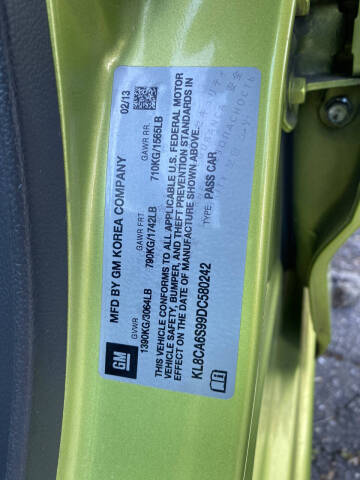 MFD BY GM KOREA COMPANY
02/13
GVWR
GAWR FRT
GAWR RR
1390KG/3064LB
790KG/1742LB
710KG/1565LB
THIS VEHICLE CONFORMS TO ALL APPLICABLE U.S. FEDERAL MOTOR
VEHICLE SAFETY, BUMPER, AND THEFT PREVENTION STANDARDS IN
EFFECT ON THE DATE OF MANUFACTURE SHOWN ABOVE.
KL8CA6S99DC580242
TYPE: PASS CAR
GM